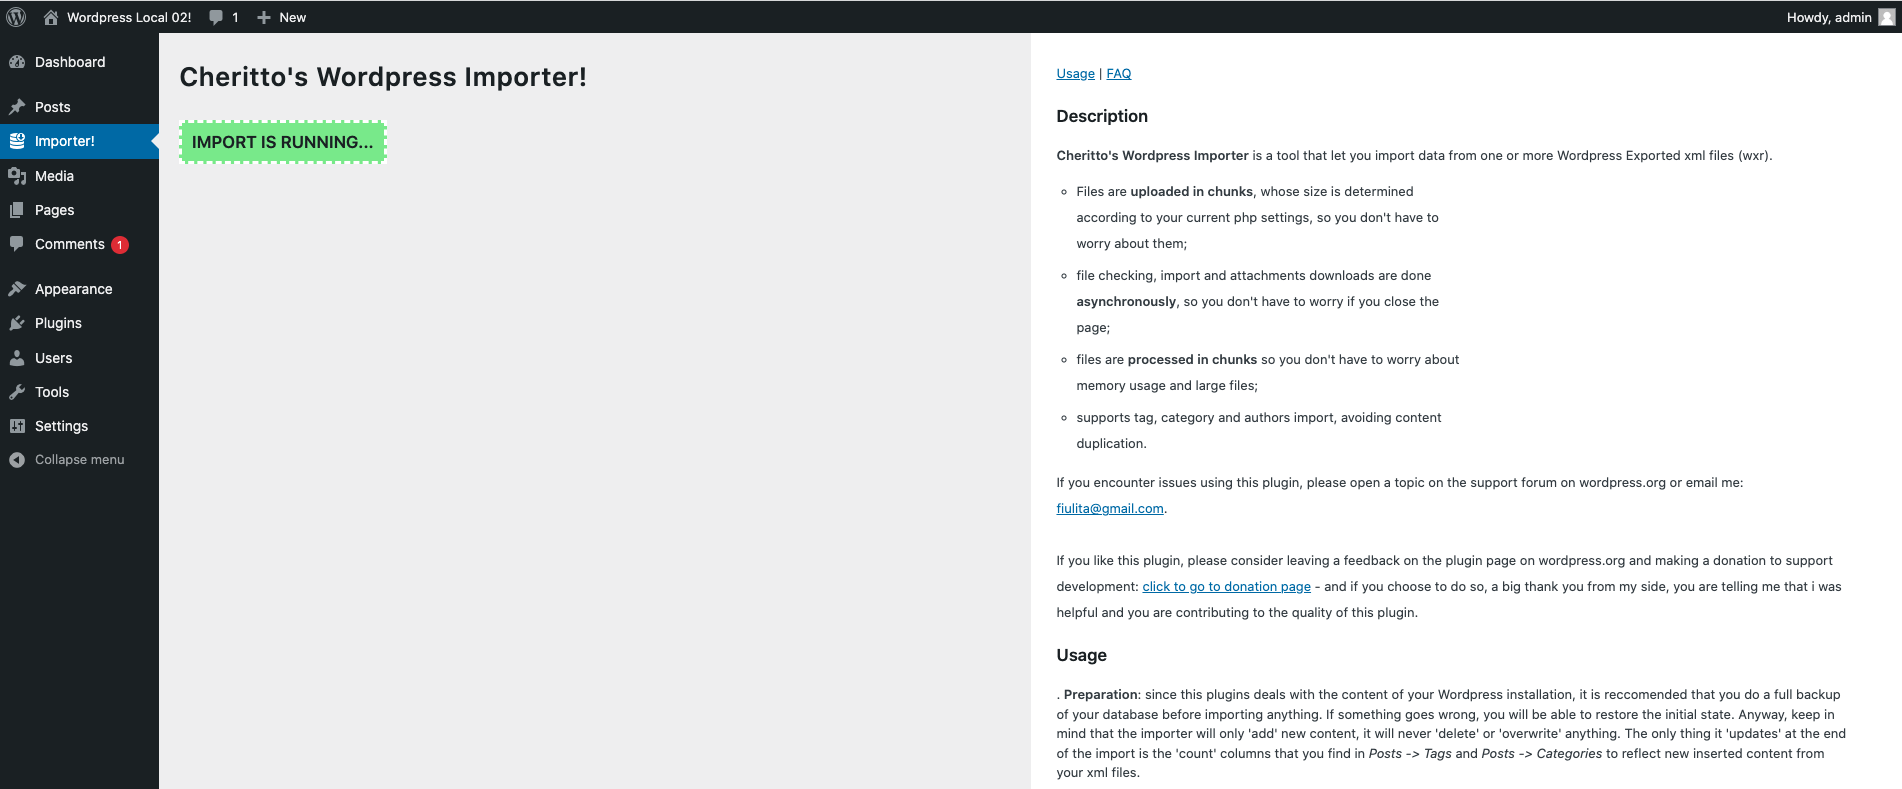 Wordpress Local 02! 1 New Howdy, admin
Dashboard
Posts
Importer!
Media
Pages
Comments 1
Appearance
Plugins
Users
Tools
Settings
Collapse menu
Cheritto's Wordpress Importer!
IMPORT IS RUNNING...
Usage | FAQ
Description
Cheritto's Wordpress Importer is a tool that let you import data from one or more Wordpress Exported xml files (wxr).
Files are uploaded in chunks, whose size is determined
according to your current php settings, so you don't have to
worry about them;
file checking, import and attachments downloads are done
asynchronously, so you don't have to worry if you close the
page;
files are processed in chunks so you don't have to worry about
memory usage and large files;
supports tag, category and authors import, avoiding content
duplication.
If you encounter issues using this plugin, please open a topic on the support forum on wordpress.org or email me:
fiulita@gmail.com.
If you like this plugin, please consider leaving a feedback on the plugin page on wordpress.org and making a donation to support
development: click to go to donation page - and if you choose to do so, a big thank you from my side, you are telling me that i was
helpful and you are contributing to the quality of this plugin.
Usage
. Preparation: since this plugins deals with the content of your Wordpress installation, it is reccomended that you do a full backup
of your database before importing anything. If something goes wrong, you will be able to restore the initial state. Anyway, keep in
mind that the importer will only 'add' new content, it will never 'delete' or 'overwrite' anything. The only thing it 'updates' at the end
of the import is the 'count' columns that you find in Posts -> Tags and Posts -> Categories to reflect new inserted content from
your xml files.